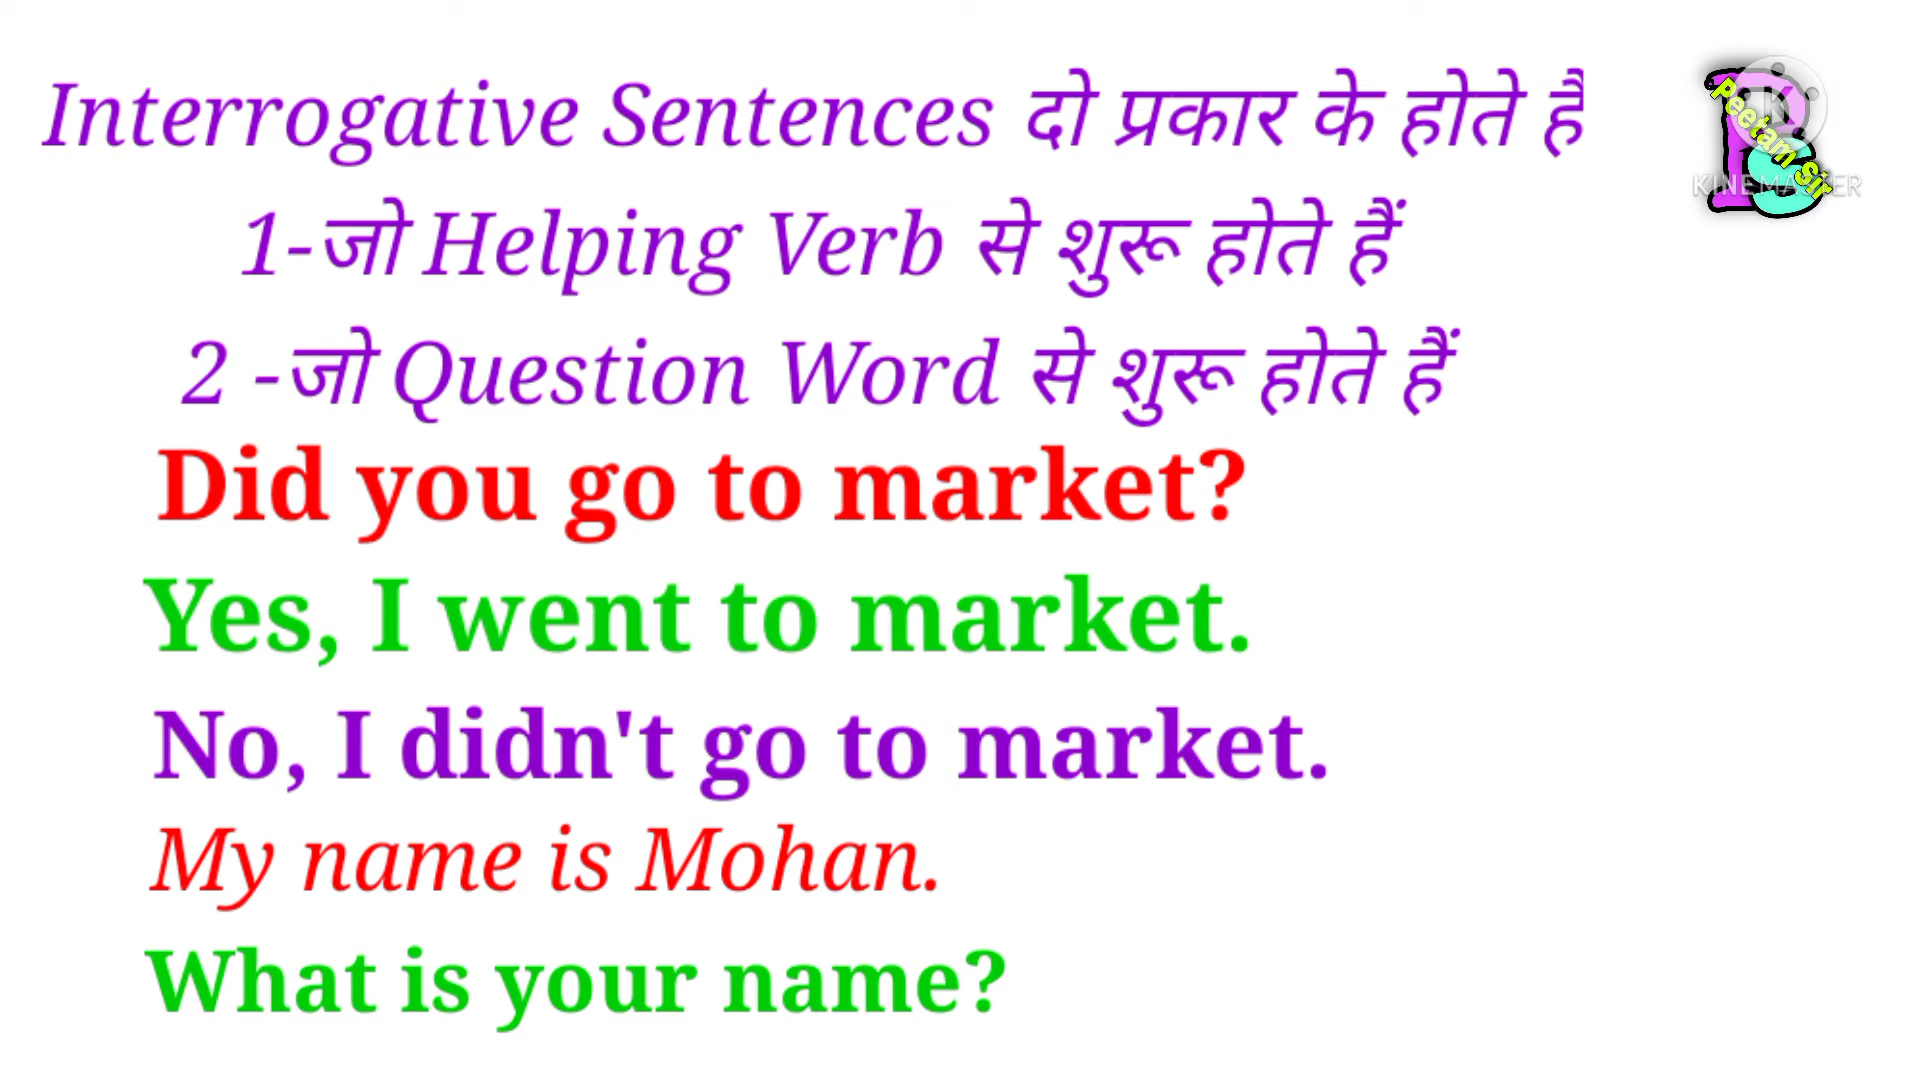 Interrogative Sentences दो प्रकार के होते हैं
1-जो Helping Verb से शुरू होते हैं
2 -जो Question Word से शुरू होते हैं
Did you go to market?
Yes, I went to market.
No, I didn't go to market.
My name is Mohan.
What is your name?
Peetam sir
KINEMASTER